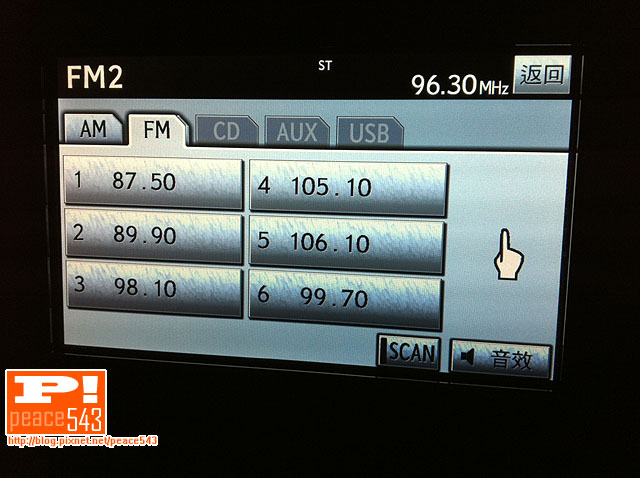 FM2
ST
96.30MHz
返回
AM
FM
CD
AUX
USB
1 87.50
4 105.10
2 89.90
5 106.10
3 98.10
6 99.70
SCAN
音效
P!
peace543
http://blog.pixnet.net/peace543